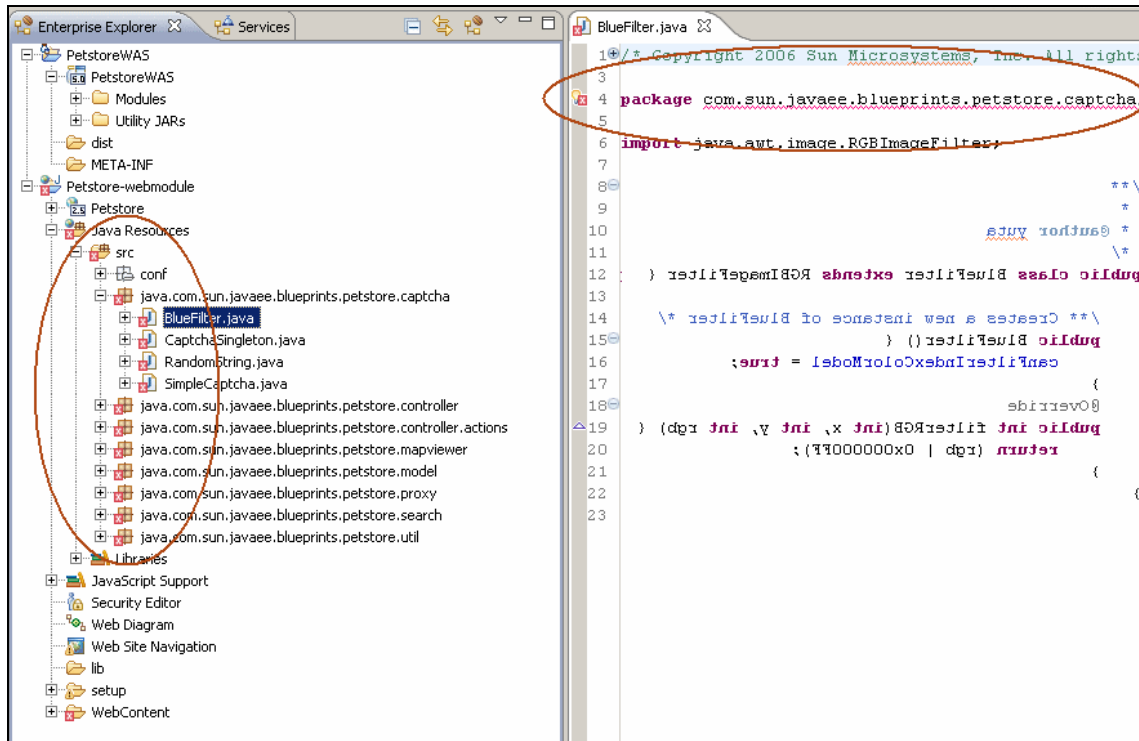 Enterprise Explorer
Services
PetstoreWAS
5.0 PetstoreWAS
Modules
Utility JARs
dist
META-INF
Petstore-webmodule
2.5 Petstore
Java Resources
src
conf
java.com.sun.javaee.blueprints.petstore.captcha
BlueFilter.java
CaptchaSingleton.java
RandomString.java
SimpleCaptcha.java
java.com.sun.javaee.blueprints.petstore.controller
java.com.sun.javaee.blueprints.petstore.controller.actions
java.com.sun.javaee.blueprints.petstore.mapviewer
java.com.sun.javaee.blueprints.petstore.model
java.com.sun.javaee.blueprints.petstore.proxy
java.com.sun.javaee.blueprints.petstore.search
java.com.sun.javaee.blueprints.petstore.util
Libraries
JavaScript Support
Security Editor
Web Diagram
Web Site Navigation
lib
setup
WebContent
BlueFilter.java
1 /* Copyright 2006 Sun Microsystems, Inc. All rights
3
4 package com.sun.javaee.blueprints.petstore.captcha
5
6 import java.awt.image.RGBImageFilter;
7
8 /**
9 *
10 * @author yuta
11 */
12 public class BlueFilter extends RGBImageFilter {
13
14 /** Creates a new instance of BlueFilter */
15 public BlueFilter() {
16 canFilterIndexColorModel = true;
17 }
18 @Override
19 public int filterRGB(int x, int y, int rgb) {
20 return (rgb | 0x000000FF);
21 }
22 }
23